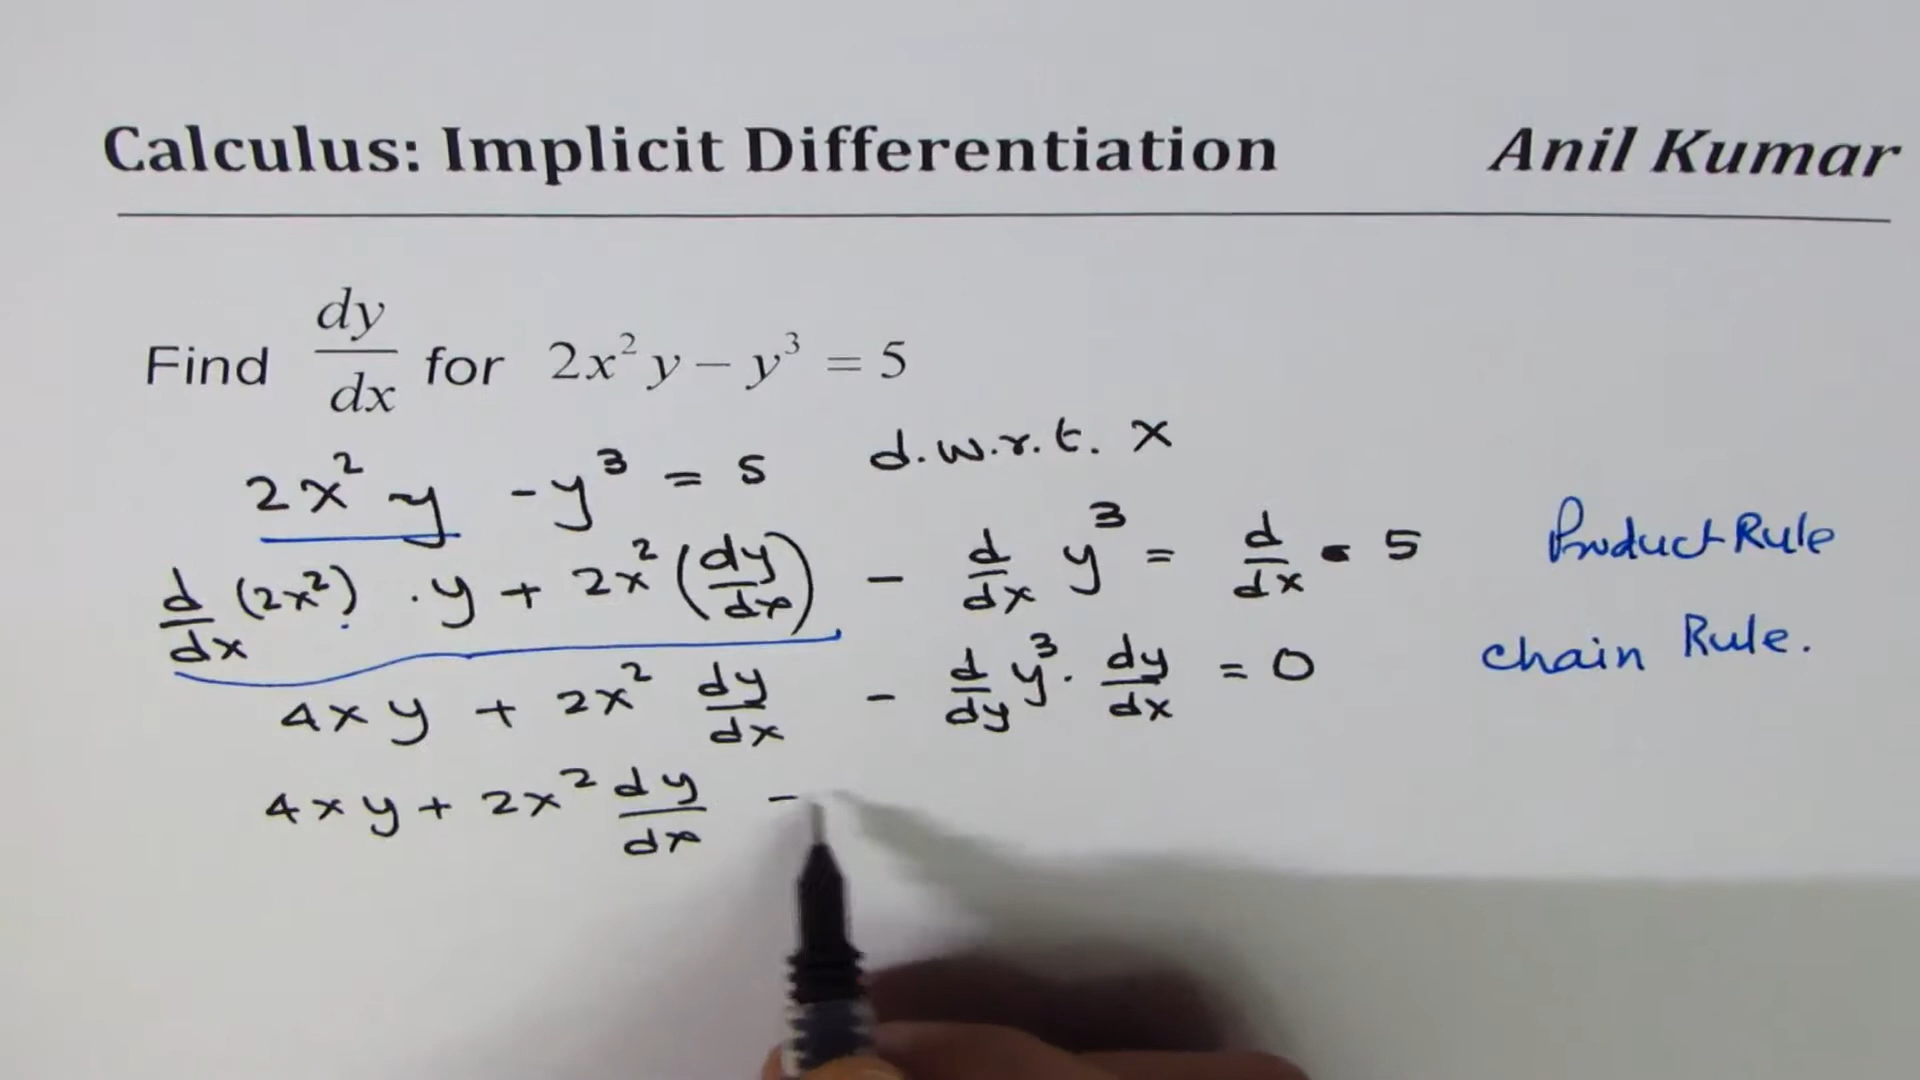 Calculus: Implicit Differentiation Anil Kumar
Find dy/dx for 2x² y − y³ = 5
2x² y − y³ = 5 d.w.r.t. x
d/dx (2x²) . y + 2x² (dy/dx) − d/dx y³ = d/dx 5 Product Rule
4xy + 2x² dy/dx − d/dy y³ . dy/dx = 0 chain Rule.
4xy + 2x² dy/dx −